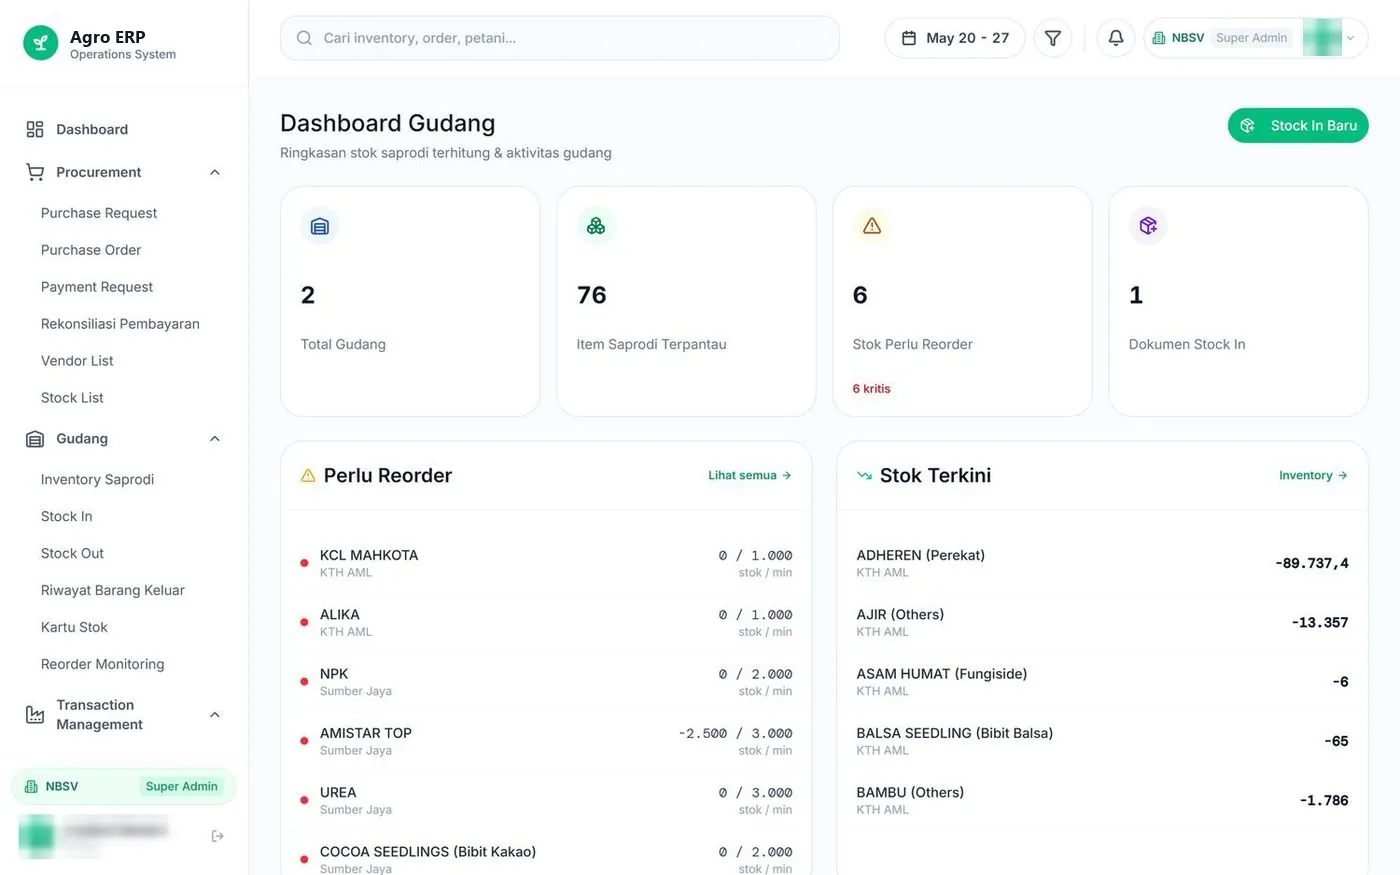 Agro ERP
Operations System
Cari inventory, order, petani...
May 20 - 27
NBSV Super Admin
Dashboard
Procurement
Purchase Request
Purchase Order
Payment Request
Rekonsiliasi Pembayaran
Vendor List
Stock List
Gudang
Inventory Saprodi
Stock In
Stock Out
Riwayat Barang Keluar
Kartu Stok
Reorder Monitoring
Transaction
Management
NBSV Super Admin
Dashboard Gudang
Ringkasan stok saprodi terhitung & aktivitas gudang
Stock In Baru
2
Total Gudang
76
Item Saprodi Terpantau
6
Stok Perlu Reorder
6 kritis
1
Dokumen Stock In
Perlu Reorder
Lihat semua →
KCL MAHKOTA 0 / 1.000
KTH AML stok / min
ALIKA 0 / 1.000
KTH AML stok / min
NPK 0 / 2.000
Sumber Jaya stok / min
AMISTAR TOP -2.500 / 3.000
Sumber Jaya stok / min
UREA 0 / 3.000
Sumber Jaya stok / min
COCOA SEEDLINGS (Bibit Kakao) 0 / 2.000
Sumber Jaya stok / min
Stok Terkini
Inventory →
ADHEREN (Perekat)
KTH AML
-89.737,4
AJIR (Others)
KTH AML
-13.357
ASAM HUMAT (Fungiside)
KTH AML
-6
BALSA SEEDLING (Bibit Balsa)
KTH AML
-65
BAMBU (Others)
KTH AML
-1.786